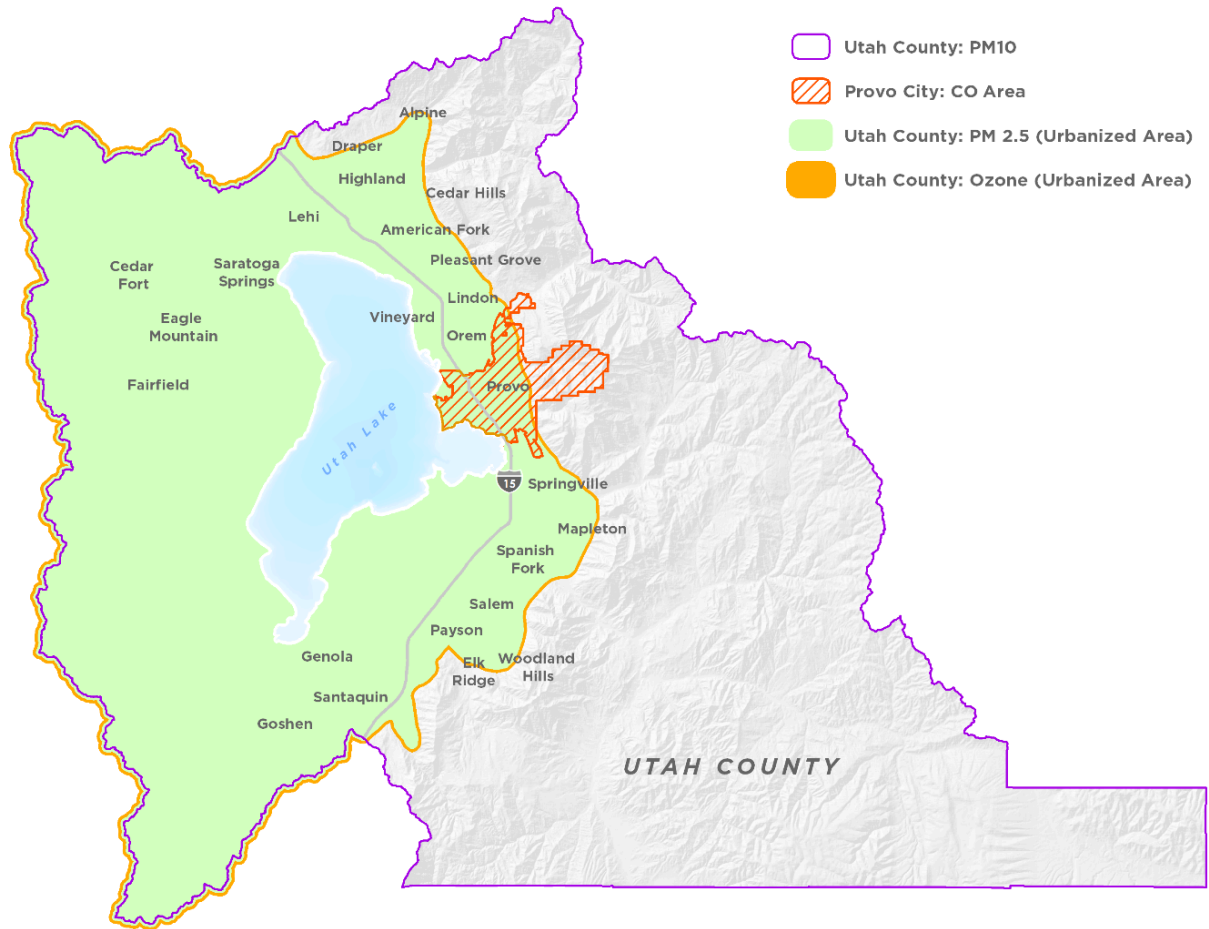 Utah County: PM10
Provo City: CO Area
Utah County: PM 2.5 (Urbanized Area)
Utah County: Ozone (Urbanized Area)
Alpine
Draper
Highland
Cedar Hills
Lehi
American Fork
Pleasant Grove
Cedar
Fort
Saratoga
Springs
Lindon
Eagle
Mountain
Vineyard
Orem
Fairfield
Provo
Utah Lake
15
Springville
Mapleton
Spanish
Fork
Salem
Payson
Genola
Elk
Ridge
Woodland
Hills
Santaquin
Goshen
UTAH COUNTY